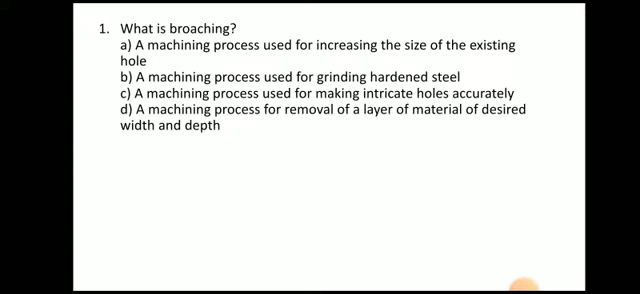 1. What is broaching?
a) A machining process used for increasing the size of the existing
hole
b) A machining process used for grinding hardened steel
c) A machining process used for making intricate holes accurately
d) A machining process for removal of a layer of material of desired
width and depth